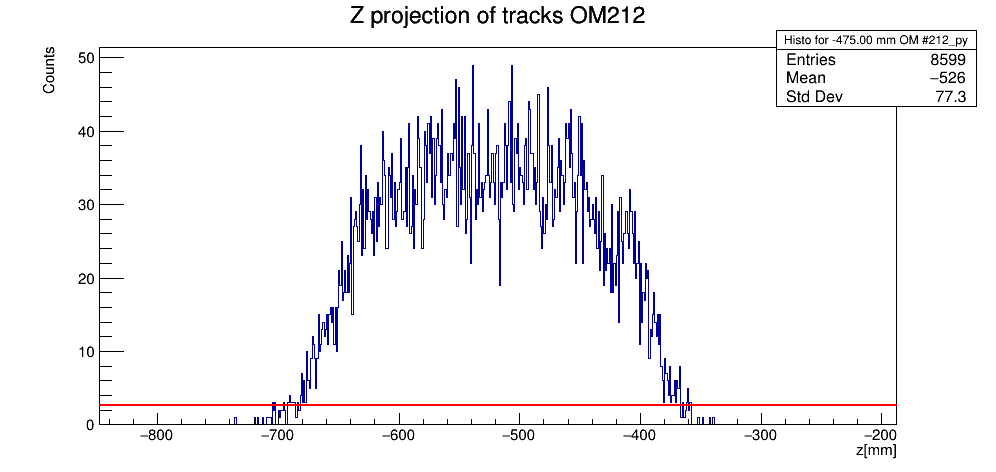 Z projection of tracks OM212
Histo for -475.00 mm OM #212_py
Entries 8599
Mean −526
Std Dev 77.3
Counts
50
40
30
20
10
0
−800 −700 −600 −500 −400 −300 −200
z[mm]